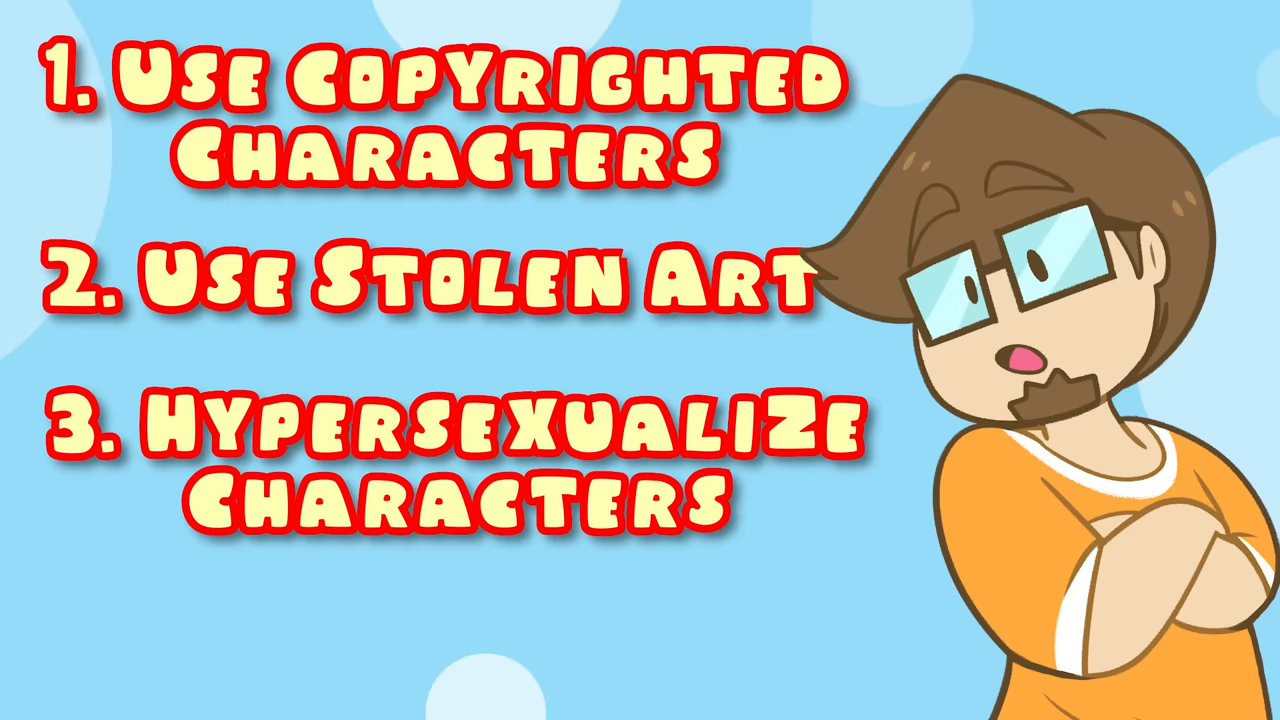 1. Use Copyrighted
Characters
2. Use Stolen Art
3. Hypersexualize
Characters